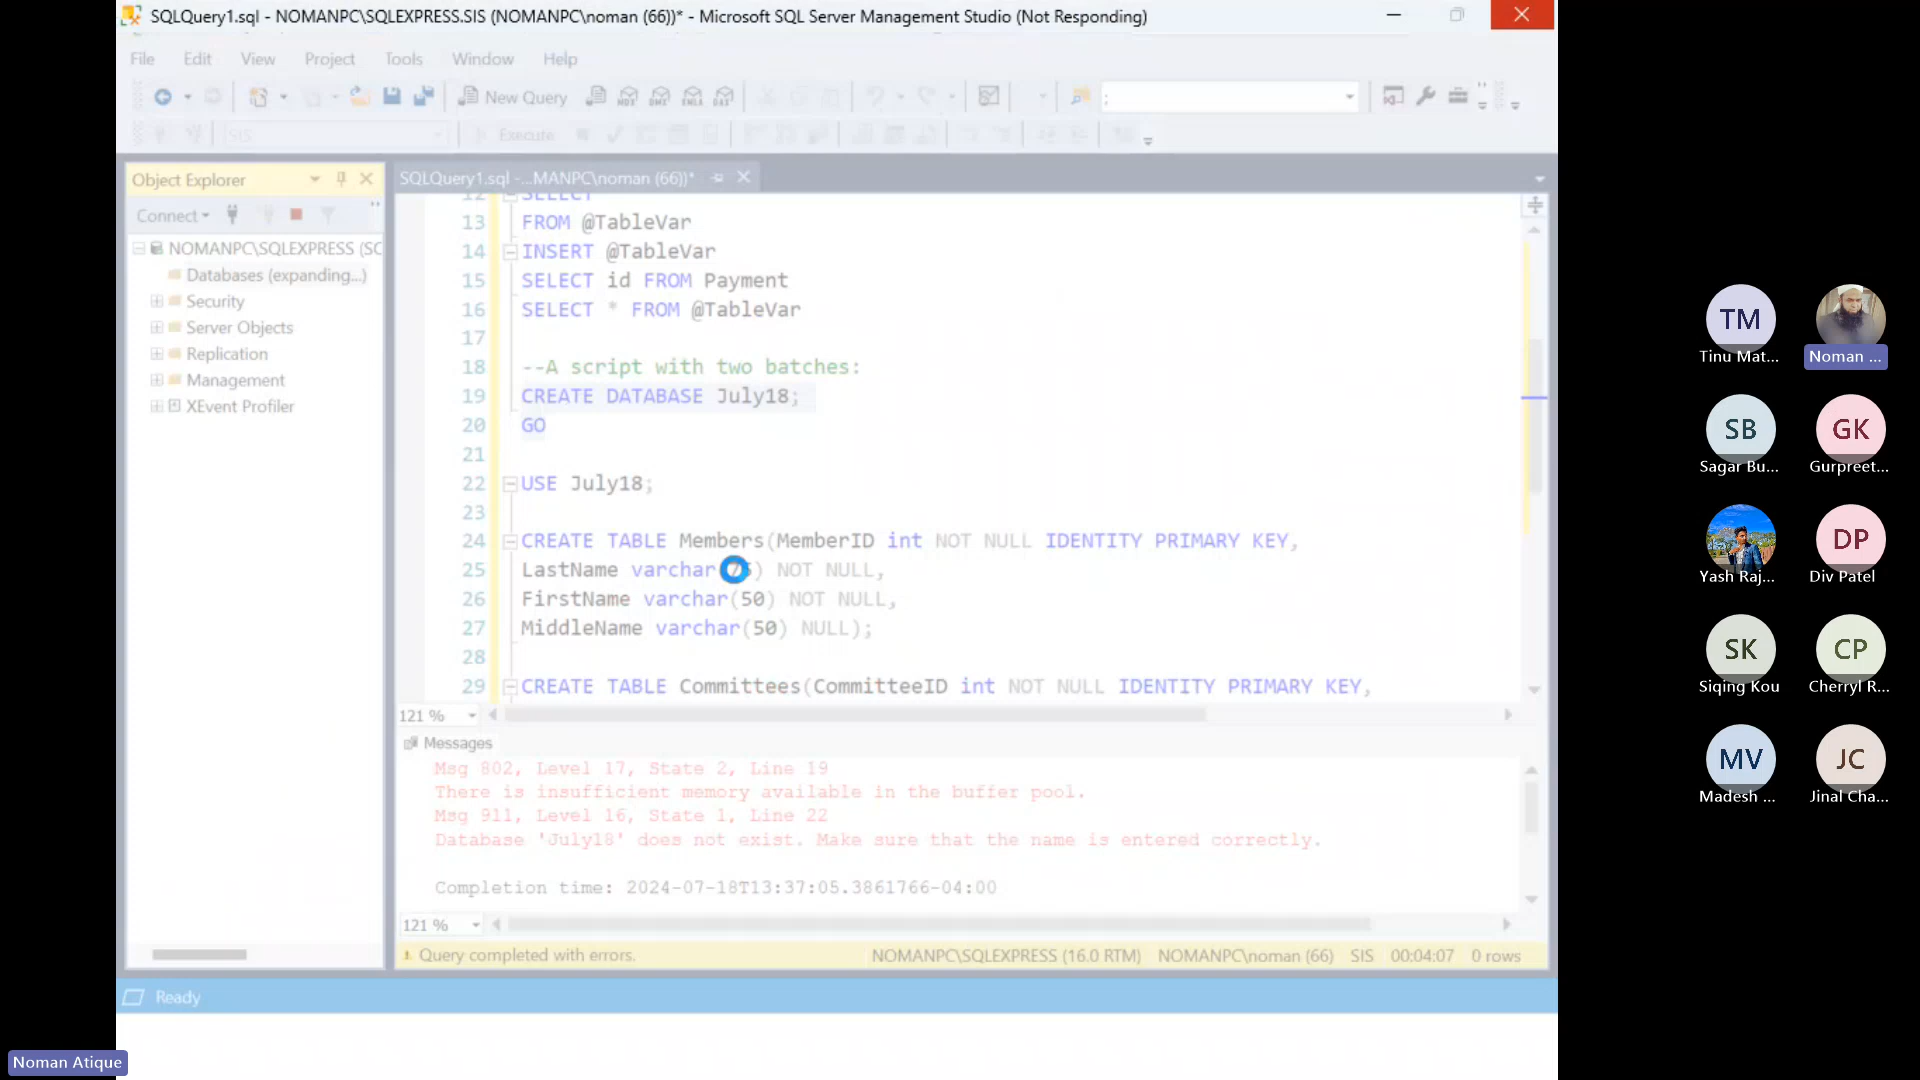 SQLQuery1.sql - NOMANPC\SQLEXPRESS.SIS (NOMANPC\noman (66))* - Microsoft SQL Server Management Studio (Not Responding)
File Edit View Project Tools Window Help
New Query
SIS Execute
Object Explorer
SQLQuery1.sql -...MANPC\noman (66))*
Connect
NOMANPC\SQLEXPRESS (SC
Databases (expanding...)
Security
Server Objects
Replication
Management
XEvent Profiler
12 SELECT
13 FROM @TableVar
14 INSERT @TableVar
15 SELECT id FROM Payment
16 SELECT * FROM @TableVar
17
18 --A script with two batches:
19 CREATE DATABASE July18;
20 GO
21
22 USE July18;
23
24 CREATE TABLE Members(MemberID int NOT NULL IDENTITY PRIMARY KEY,
25 LastName varchar(75) NOT NULL,
26 FirstName varchar(50) NOT NULL,
27 MiddleName varchar(50) NULL);
28
29 CREATE TABLE Committees(CommitteeID int NOT NULL IDENTITY PRIMARY KEY,
121 %
Messages
Msg 802, Level 17, State 2, Line 19
There is insufficient memory available in the buffer pool.
Msg 911, Level 16, State 1, Line 22
Database 'July18' does not exist. Make sure that the name is entered correctly.
Completion time: 2024-07-18T13:37:05.3861766-04:00
121 %
Query completed with errors. NOMANPC\SQLEXPRESS (16.0 RTM) NOMANPC\noman (66) SIS 00:04:07 0 rows
Ready
Noman Atique
TM
Tinu Mat... Noman ...
SB GK
Sagar Bu... Gurpreet...
DP
Yash Raj... Div Patel
SK CP
Siqing Kou Cherryl R...
MV JC
Madesh ... Jinal Cha...